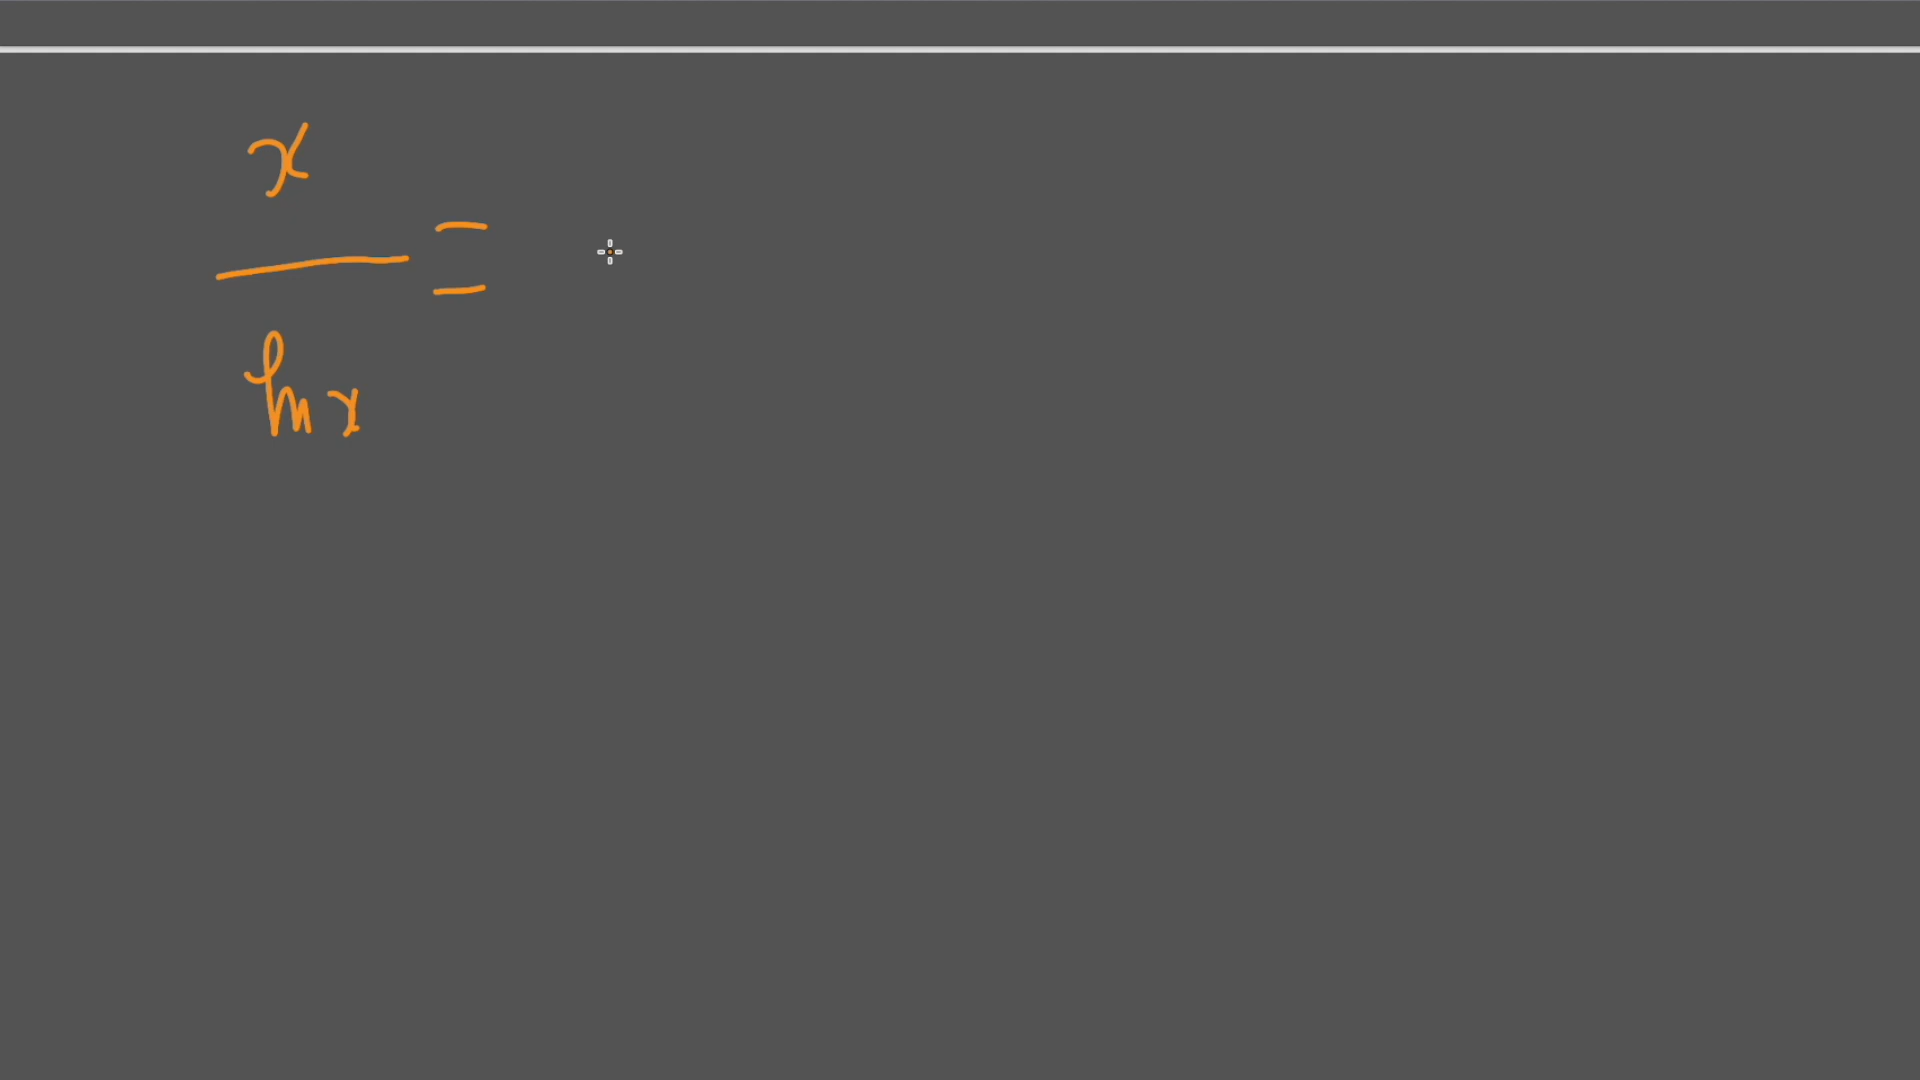 x
=
ln x